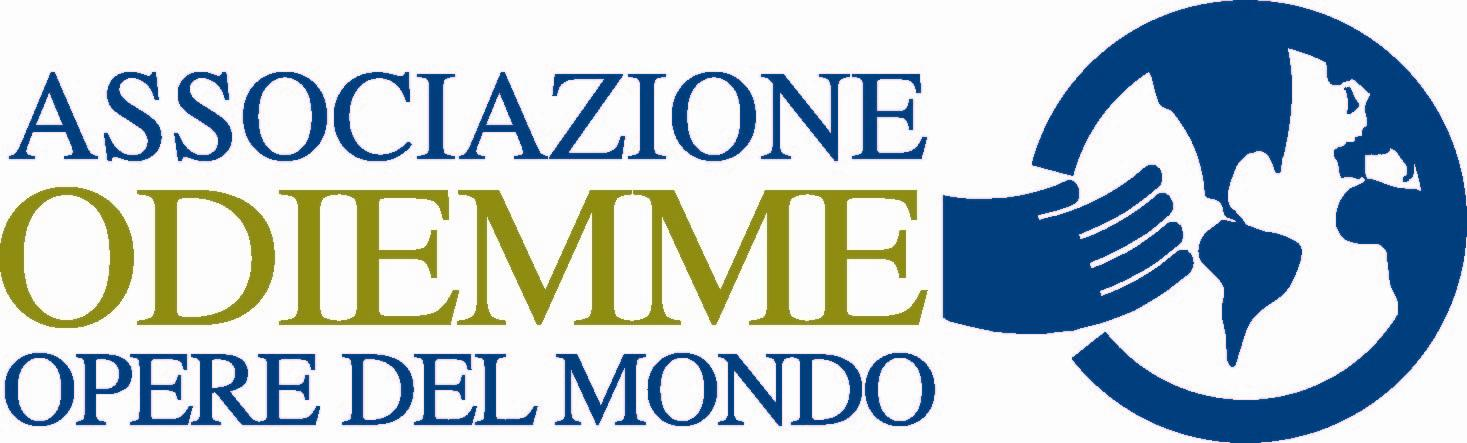 ASSOCIAZIONE
ODIEMME
OPERE DEL MONDO